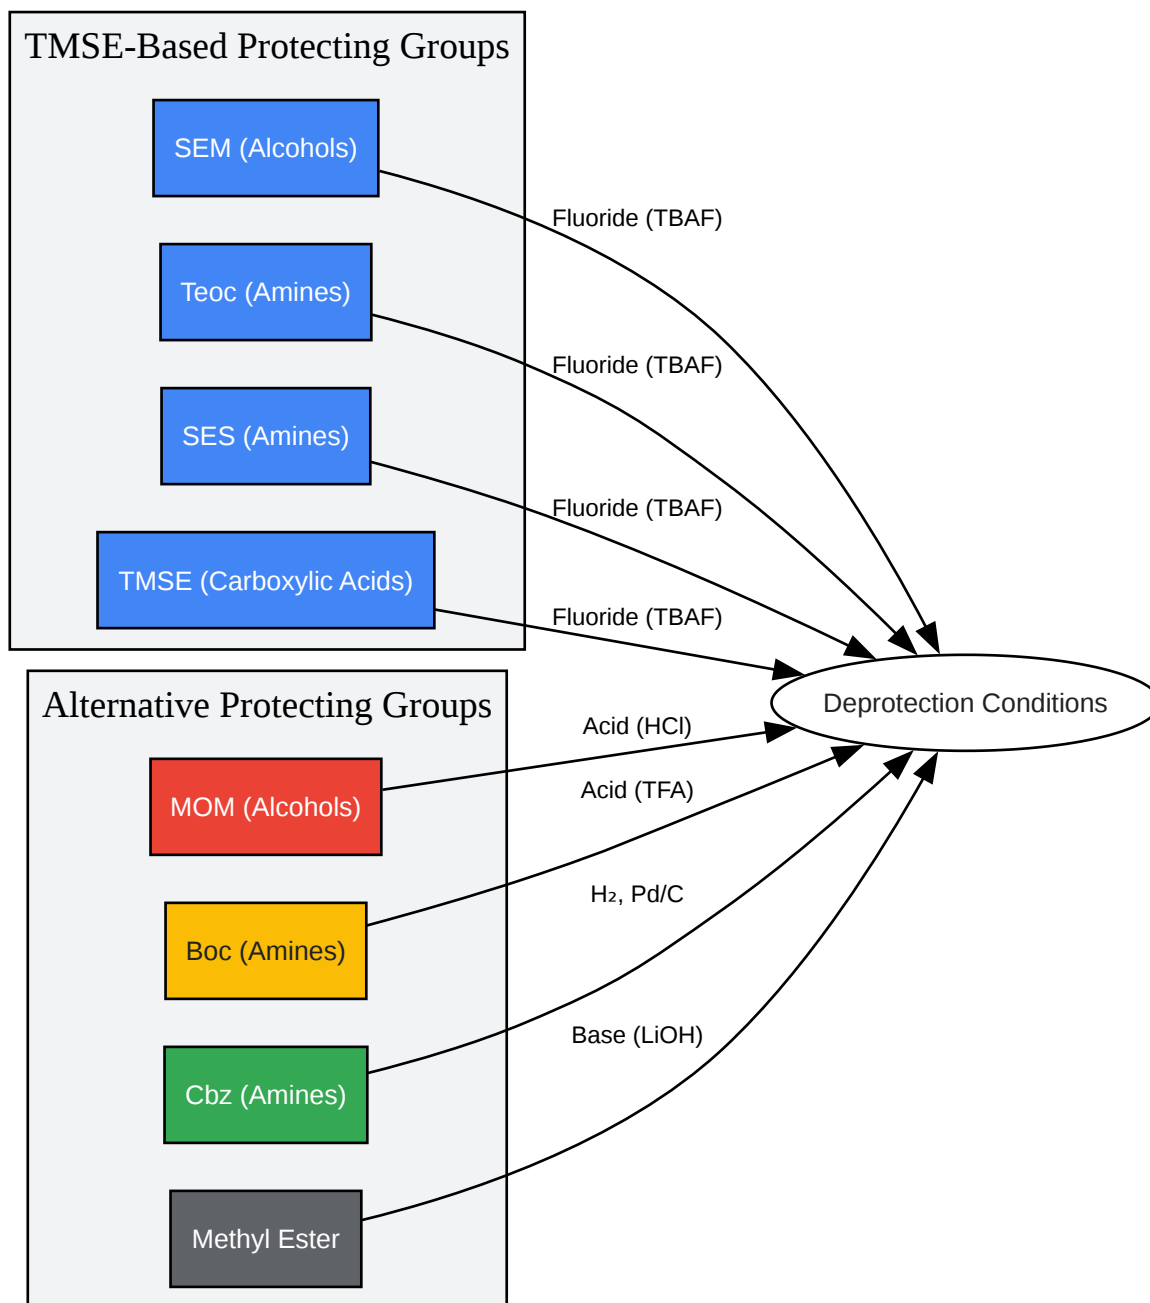 TMSE-Based Protecting Groups
SEM (Alcohols)
Fluoride (TBAF)
Teoc (Amines)
Fluoride (TBAF)
SES (Amines)
Fluoride (TBAF)
TMSE (Carboxylic Acids)
Fluoride (TBAF)
Deprotection Conditions
Alternative Protecting Groups
Acid (HCl)
MOM (Alcohols)
Acid (TFA)
Boc (Amines)
H₂, Pd/C
Cbz (Amines)
Base (LiOH)
Methyl Ester